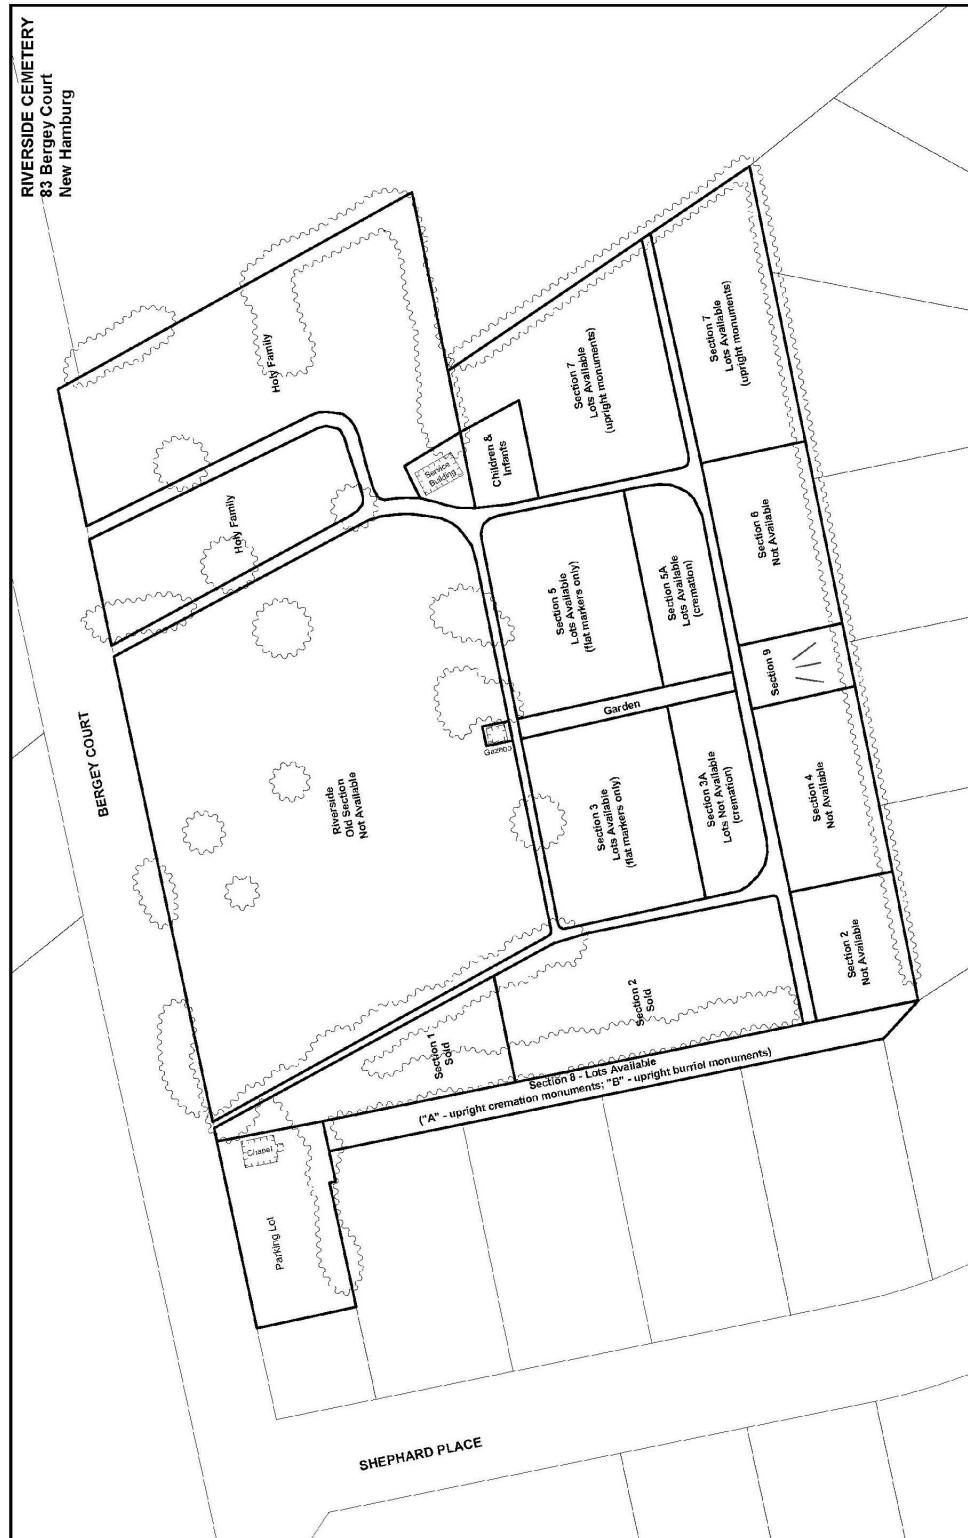 RIVERSIDE CEMETERY
83 Bergey Court
New Hamburg
BERGEY COURT
Holy Family
Holy Family
Service
Building
Children &
Infants
Section 7
Lots Available
(upright monuments)
Section 7
Lots Available
(upright monuments)
Riverside
Old Section
Not Available
Section 5
Lots Available
(flat markers only)
Section 5A
Lots Available
(cremation)
Section 6
Not Available
Gazebo
Garden
Section 9
Section 3
Lots Available
(flat markers only)
Section 3A
Lots Not Available
(cremation)
Section 4
Not Available
Section 1
Sold
Section 2
Sold
Section 2
Not Available
Section 8 - Lots Available
("A" - upright cremation monuments; "B" - upright burriel monuments)
Chapel
Parking Lot
SHEPHARD PLACE